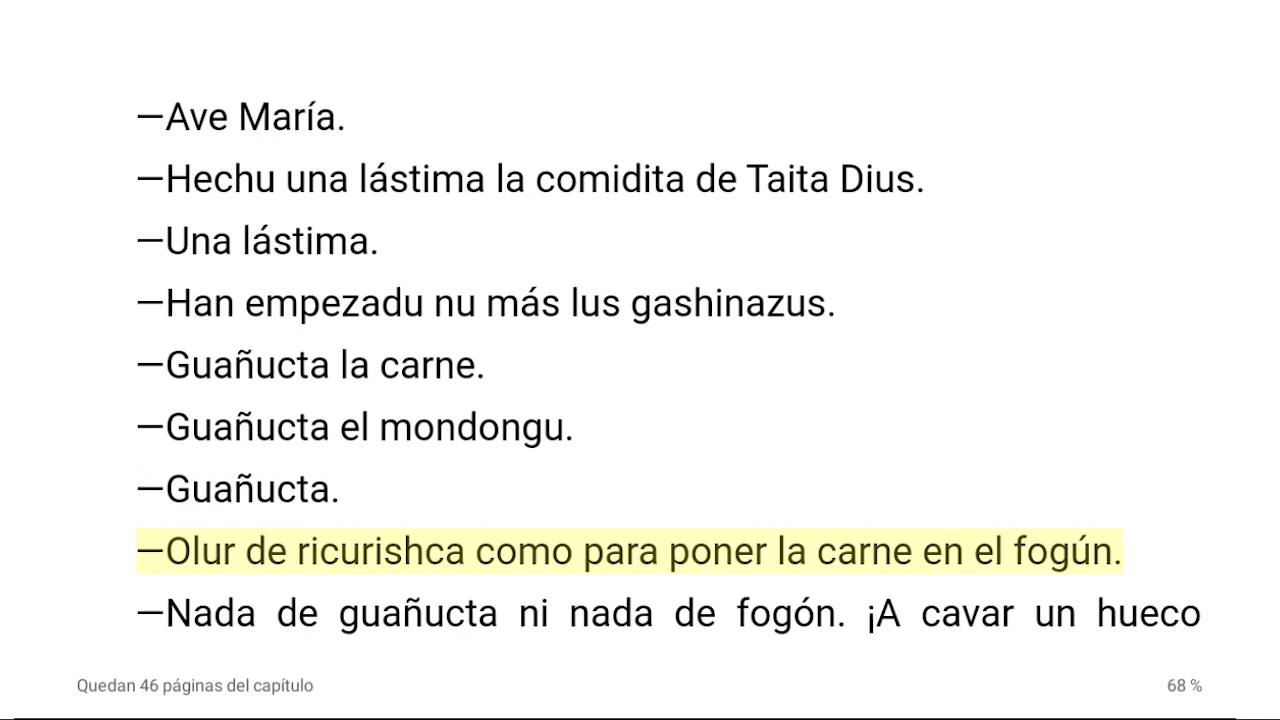 —Ave María.
—Hechu una lástima la comidita de Taita Dius.
—Una lástima.
—Han empezadu nu más lus gashinazus.
—Guañucta la carne.
—Guañucta el mondongu.
—Guañucta.
—Olur de ricurishca como para poner la carne en el fogún.
—Nada de guañucta ni nada de fogón. ¡A cavar un hueco
Quedan 46 páginas del capítulo
68 %